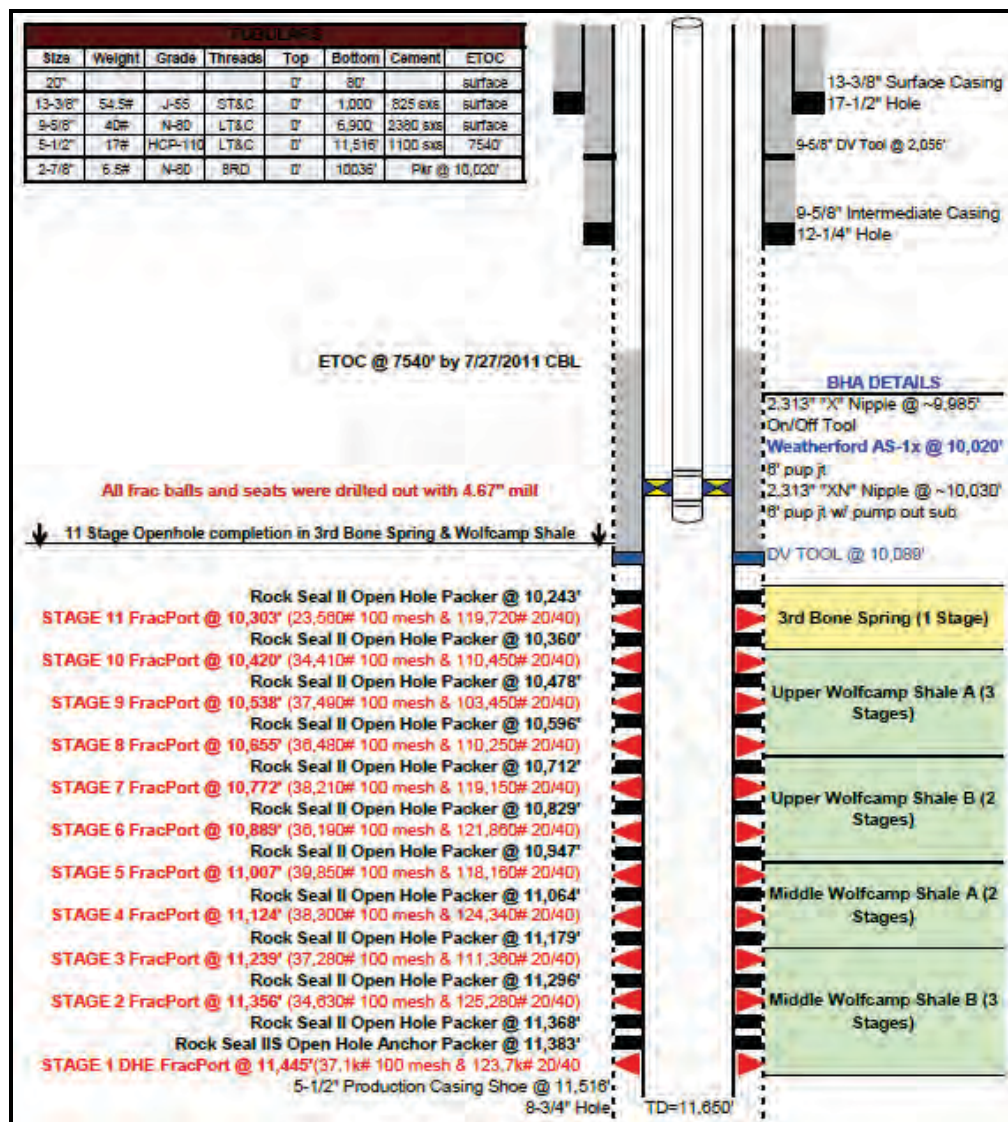 TUBULARS
Size Weight Grade Threads Top Bottom Cement ETOC
20" 0' 80' surface
13-3/8" 54.5# J-55 ST&C 0' 1,000' 825 sxs surface
9-5/8" 40# N-80 LT&C 0' 6,900' 2380 sxs surface
5-1/2" 17# HCP-110 LT&C 0' 11,516' 1100 sxs 7540'
2-7/8" 6.5# N-80 8RD 0' 10036' Pkr @ 10,020'
13-3/8" Surface Casing
17-1/2" Hole
9-5/8" DV Tool @ 2,056'
9-5/8" Intermediate Casing
12-1/4" Hole
ETOC @ 7540' by 7/27/2011 CBL
BHA DETAILS
2.313" "X" Nipple @ ~9,985'
On/Off Tool
Weatherford AS-1x @ 10,020'
8' pup jt
2.313" "XN" Nipple @ ~10,030'
8' pup jt w/ pump out sub
All frac balls and seats were drilled out with 4.67" mill
11 Stage Openhole completion in 3rd Bone Spring & Wolfcamp Shale
DV TOOL @ 10,089'
Rock Seal II Open Hole Packer @ 10,243'
STAGE 11 FracPort @ 10,303' (23,560# 100 mesh & 119,720# 20/40)
3rd Bone Spring (1 Stage)
Rock Seal II Open Hole Packer @ 10,360'
STAGE 10 FracPort @ 10,420' (34,410# 100 mesh & 110,450# 20/40)
Rock Seal II Open Hole Packer @ 10,478'
STAGE 9 FracPort @ 10,538' (37,490# 100 mesh & 103,450# 20/40)
Upper Wolfcamp Shale A (3
Stages)
Rock Seal II Open Hole Packer @ 10,596'
STAGE 8 FracPort @ 10,655' (36,480# 100 mesh & 110,250# 20/40)
Rock Seal II Open Hole Packer @ 10,712'
STAGE 7 FracPort @ 10,772' (38,210# 100 mesh & 119,150# 20/40)
Upper Wolfcamp Shale B (2
Stages)
Rock Seal II Open Hole Packer @ 10,829'
STAGE 6 FracPort @ 10,889' (36,190# 100 mesh & 121,860# 20/40)
Rock Seal II Open Hole Packer @ 10,947'
STAGE 5 FracPort @ 11,007' (39,850# 100 mesh & 118,160# 20/40)
Rock Seal II Open Hole Packer @ 11,064'
Middle Wolfcamp Shale A (2
Stages)
STAGE 4 FracPort @ 11,124' (38,300# 100 mesh & 124,340# 20/40)
Rock Seal II Open Hole Packer @ 11,179'
STAGE 3 FracPort @ 11,239' (37,280# 100 mesh & 111,360# 20/40)
Rock Seal II Open Hole Packer @ 11,296'
STAGE 2 FracPort @ 11,356' (34,630# 100 mesh & 125,280# 20/40)
Middle Wolfcamp Shale B (3
Stages)
Rock Seal II Open Hole Packer @ 11,368'
Rock Seal IIS Open Hole Anchor Packer @ 11,383'
STAGE 1 DHE FracPort @ 11,445'(37.1k# 100 mesh & 123.7k# 20/40
5-1/2" Production Casing Shoe @ 11,516'
8-3/4" Hole
TD=11,650'